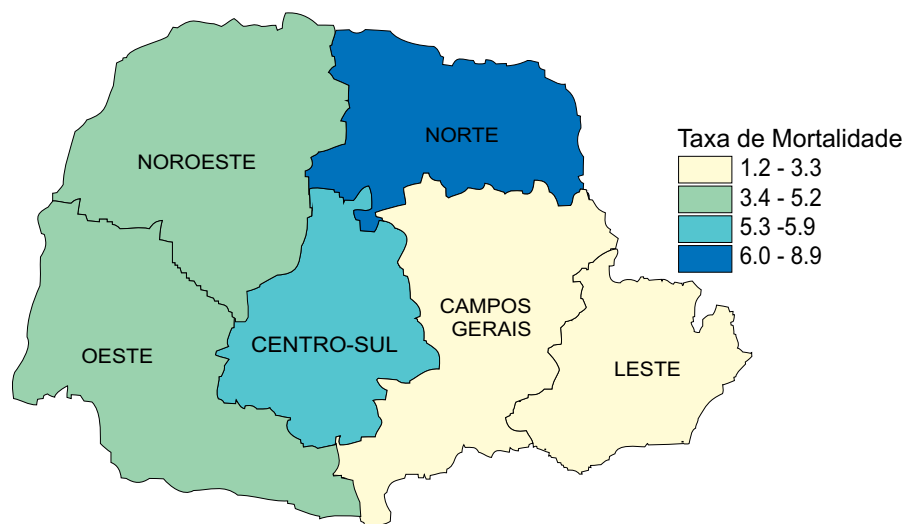 NORTE
NOROESTE
Taxa de Mortalidade
1.2 - 3.3
3.4 - 5.2
5.3 -5.9
6.0 - 8.9
CAMPOS
GERAIS
CENTRO-SUL
OESTE
LESTE